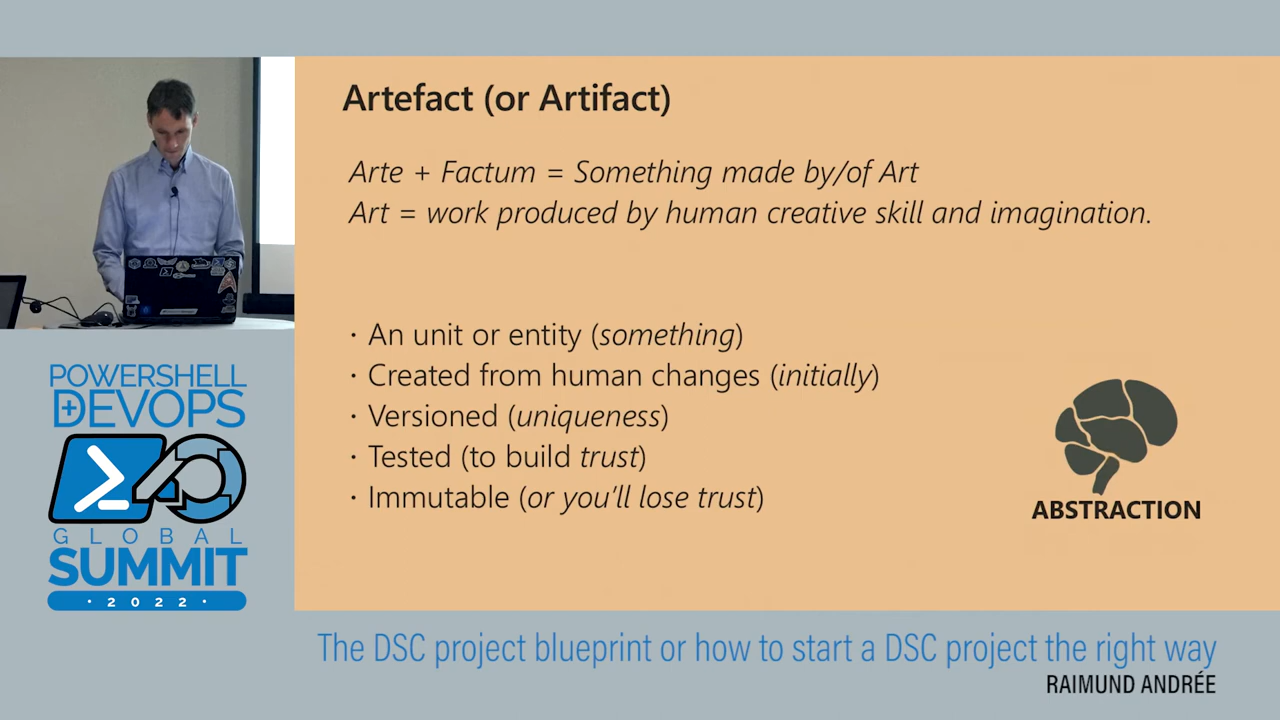 Artefact (or Artifact)
Arte + Factum = Something made by/of Art
Art = work produced by human creative skill and imagination.
· An unit or entity (something)
· Created from human changes (initially)
· Versioned (uniqueness)
· Tested (to build trust)
· Immutable (or you'll lose trust)
ABSTRACTION
POWERSHELL
+DEVOPS
GLOBAL
SUMMIT
· 2022 ·
The DSC project blueprint or how to start a DSC project the right way
RAIMUND ANDRÉE